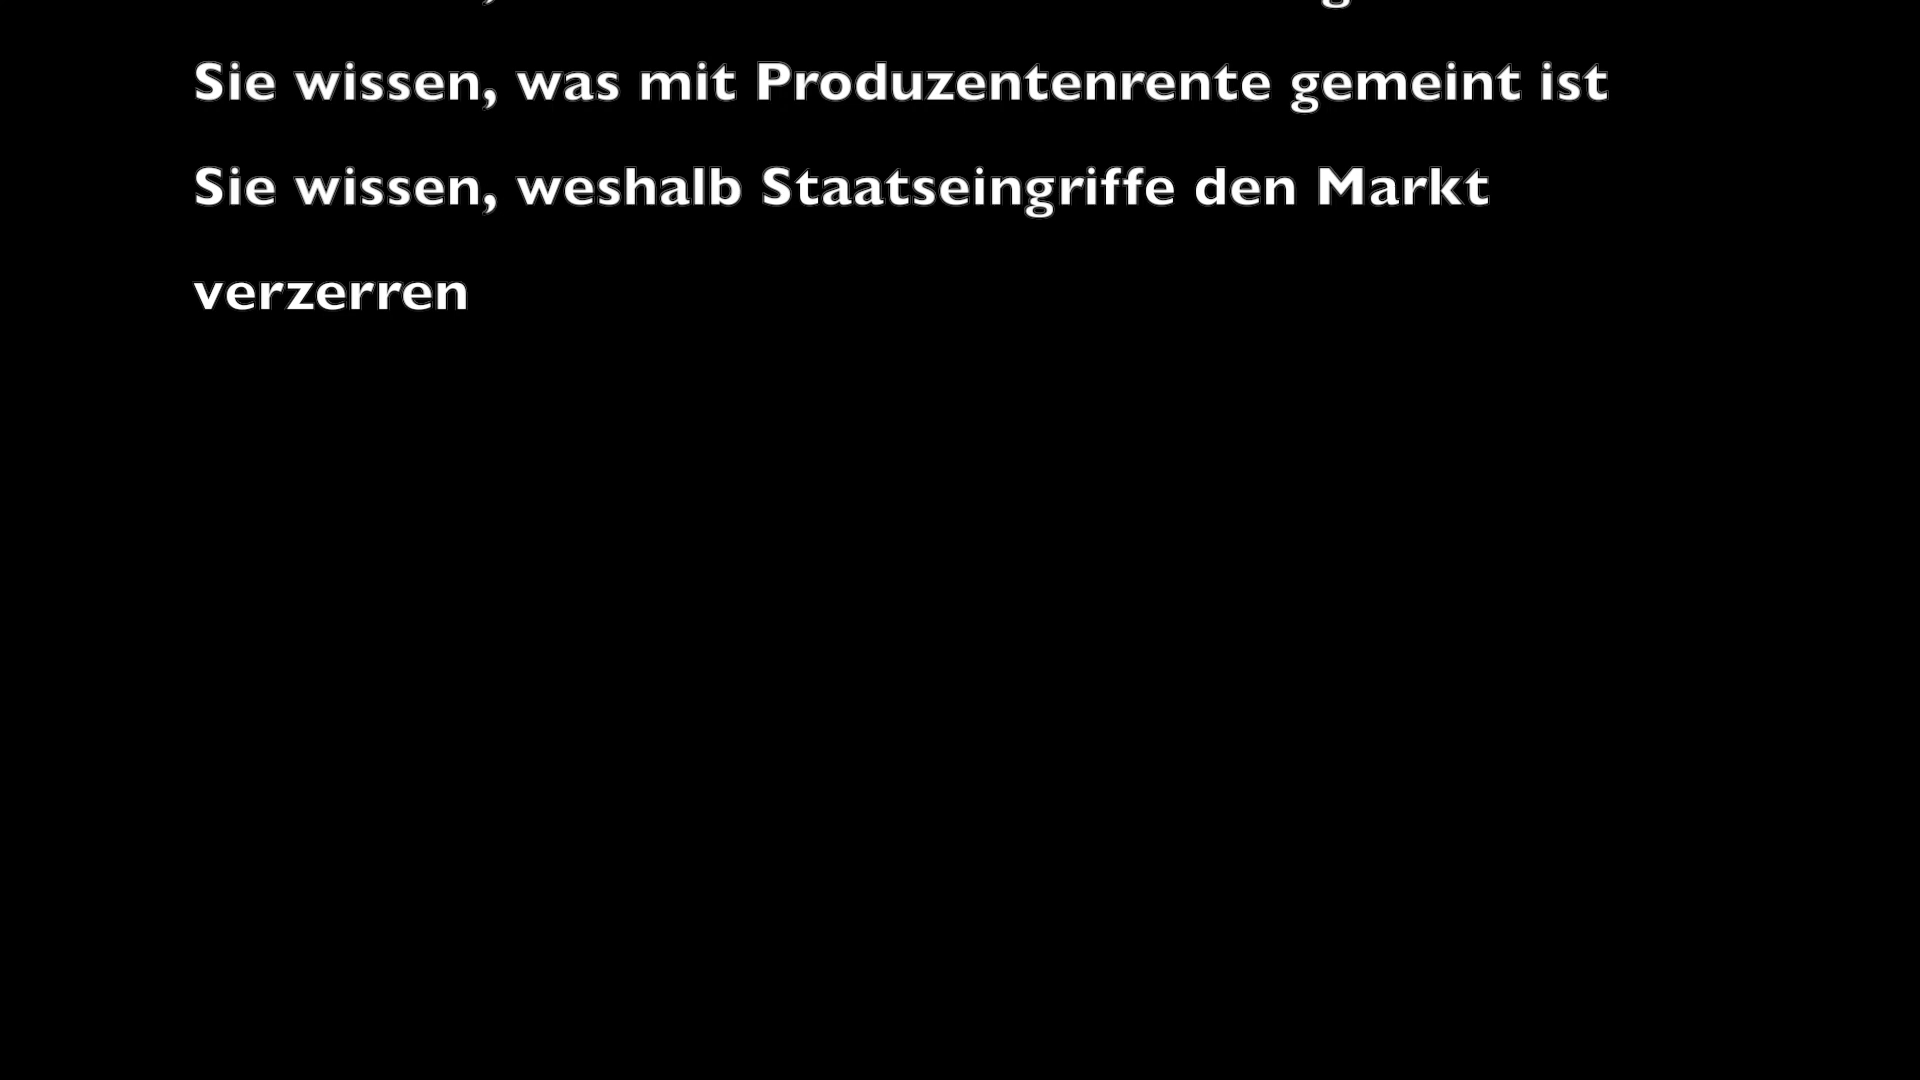 Sie wissen, was mit Produzentenrente gemeint ist
Sie wissen, weshalb Staatseingriffe den Markt
verzerren